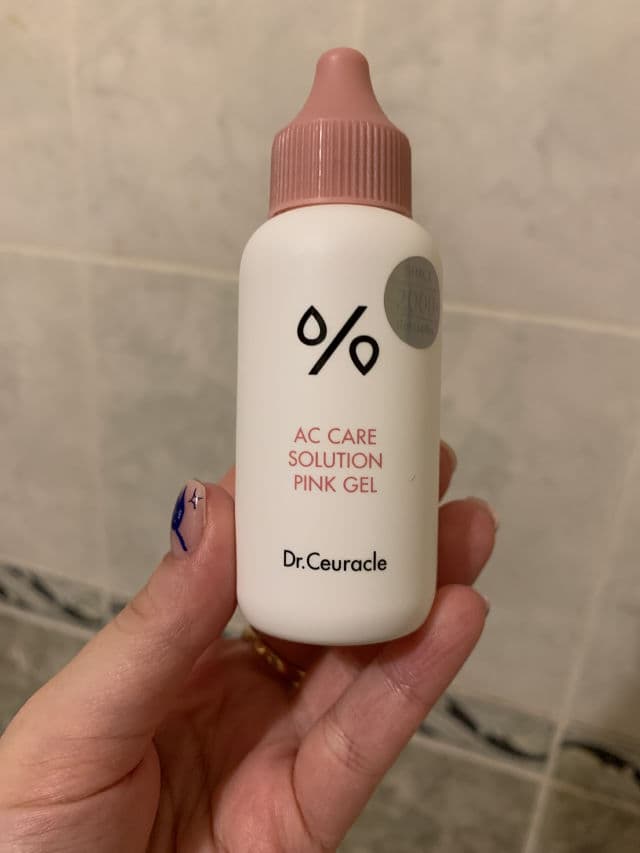 %
AC CARE
SOLUTION
PINK GEL
Dr.Ceuracle